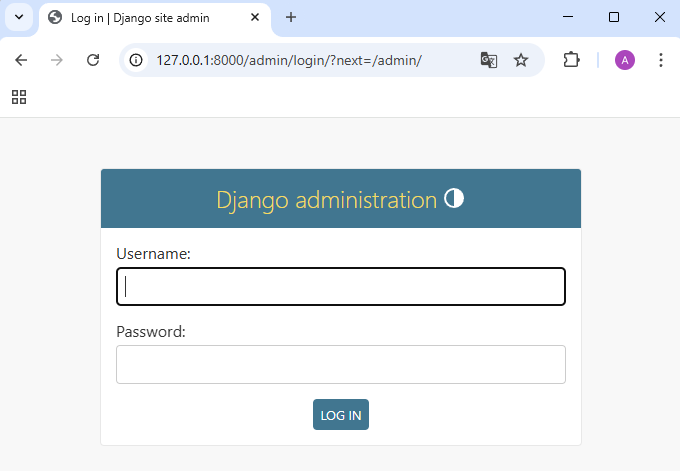 Log in | Django site admin
127.0.0.1:8000/admin/login/?next=/admin/
A
Django administration
Username:
Password:
LOG IN